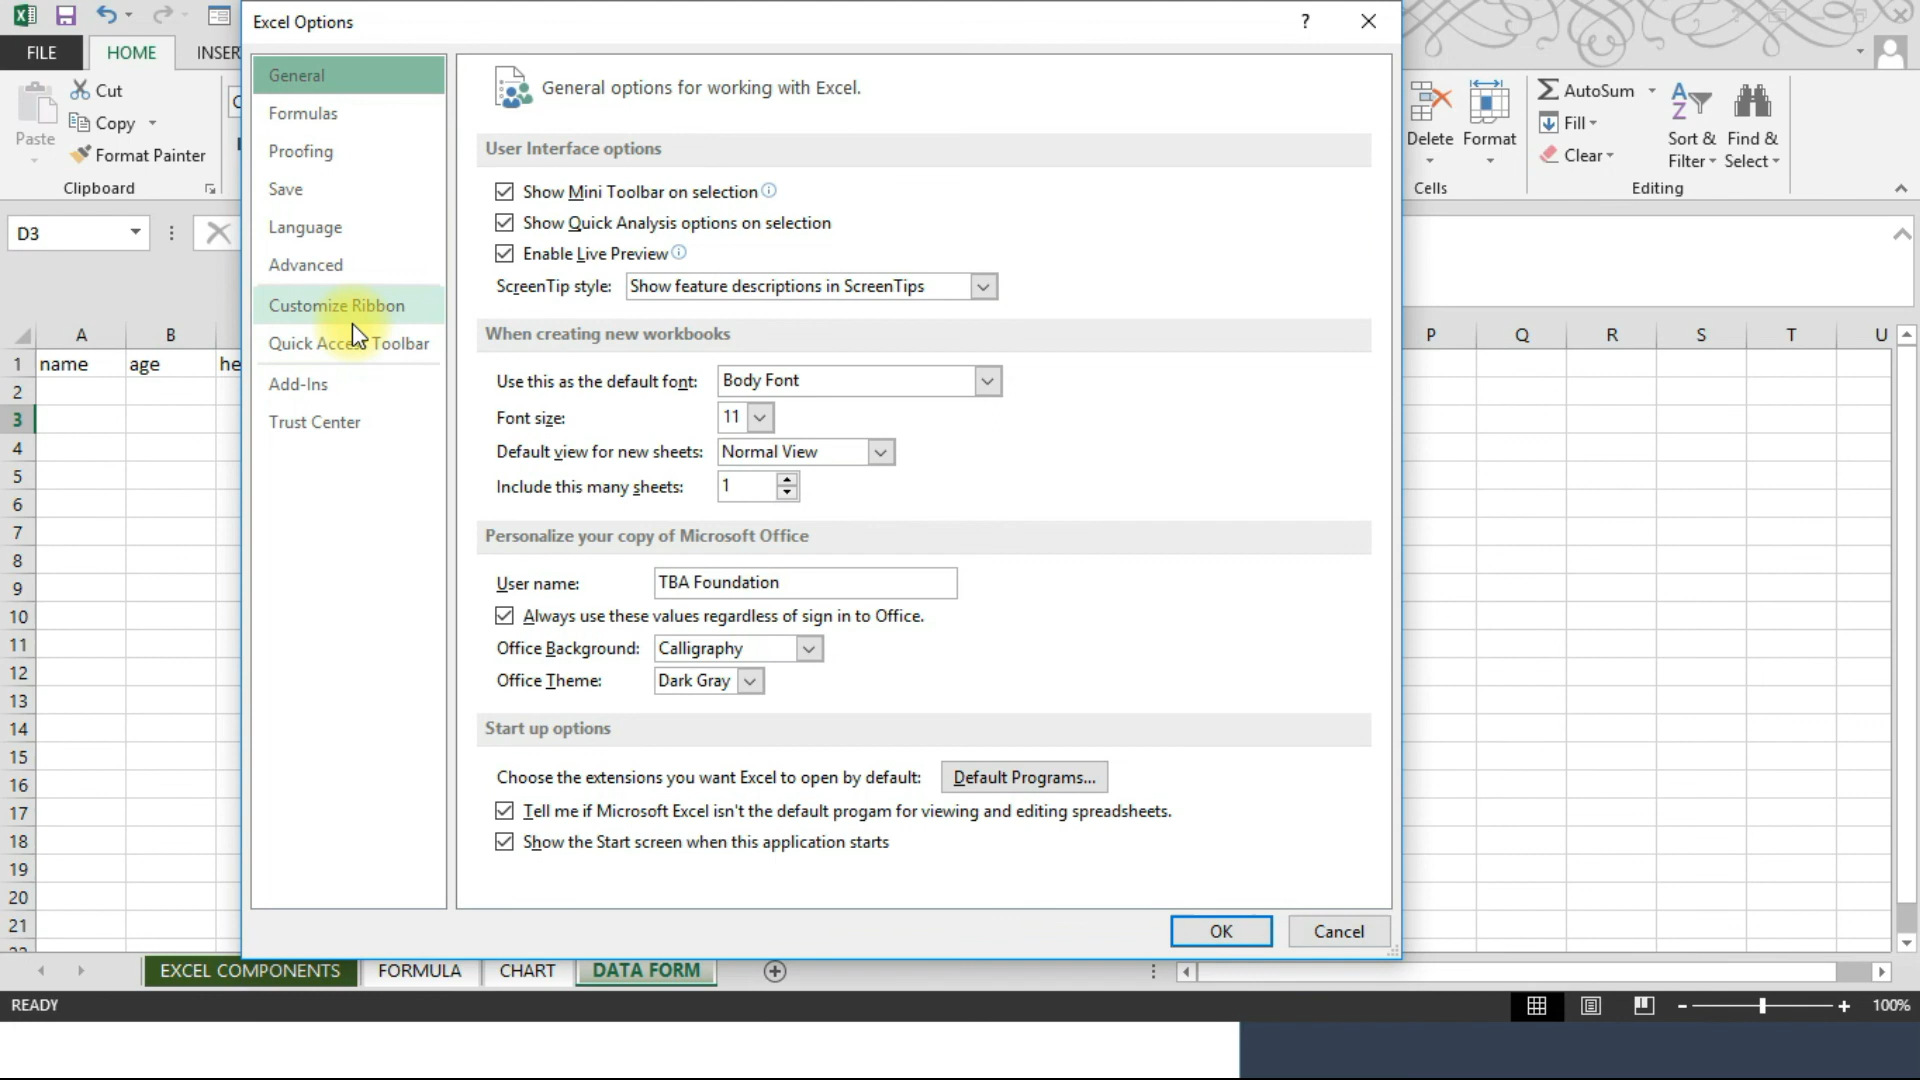 Excel Options
?
FILE
HOME
INSER
Cut
Copy
Format Painter
Paste
Clipboard
Delete
Format
Cells
AutoSum
Fill
Clear
Sort &
Filter
Find &
Select
Editing
D3
General
Formulas
Proofing
Save
Language
Advanced
Customize Ribbon
Quick Access Toolbar
Add-Ins
Trust Center
General options for working with Excel.
User Interface options
Show Mini Toolbar on selection
Show Quick Analysis options on selection
Enable Live Preview
ScreenTip style: Show feature descriptions in ScreenTips
When creating new workbooks
Use this as the default font: Body Font
Font size: 11
Default view for new sheets: Normal View
Include this many sheets: 1
Personalize your copy of Microsoft Office
User name: TBA Foundation
Always use these values regardless of sign in to Office.
Office Background: Calligraphy
Office Theme: Dark Gray
Start up options
Choose the extensions you want Excel to open by default: Default Programs...
Tell me if Microsoft Excel isn't the default progam for viewing and editing spreadsheets.
Show the Start screen when this application starts
OK Cancel
A B P Q R S T U
1 name age he
2
3
4
5
6
7
8
9
10
11
12
13
14
15
16
17
18
19
20
21
EXCEL COMPONENTS FORMULA CHART DATA FORM
READY
100%